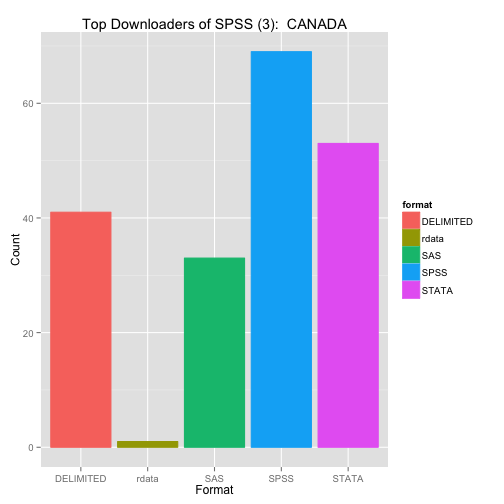 Top Downloaders of SPSS (3):  CANADA
Count
60
40
20
0
DELIMITED rdata SAS SPSS STATA
Format
format
DELIMITED
rdata
SAS
SPSS
STATA